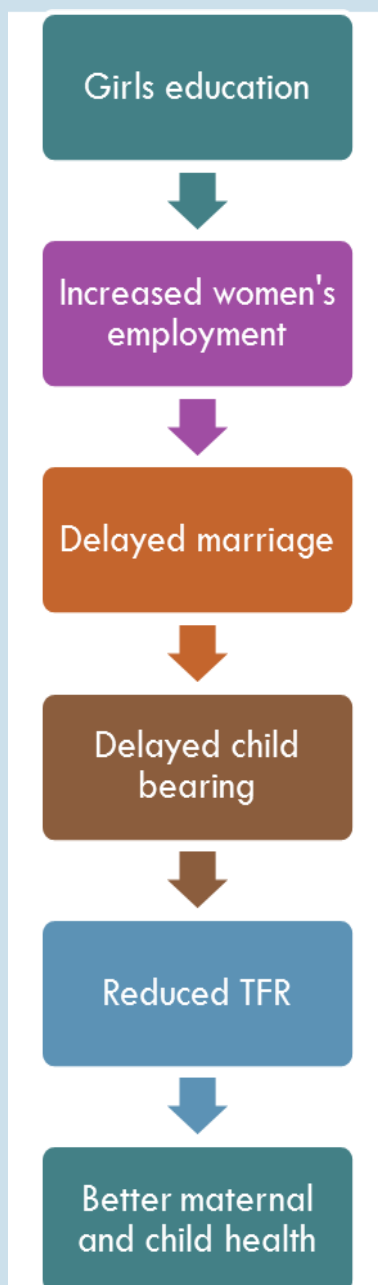 Girls education
Increased women's
employment
Delayed marriage
Delayed child
bearing
Reduced TFR
Better maternal
and child health